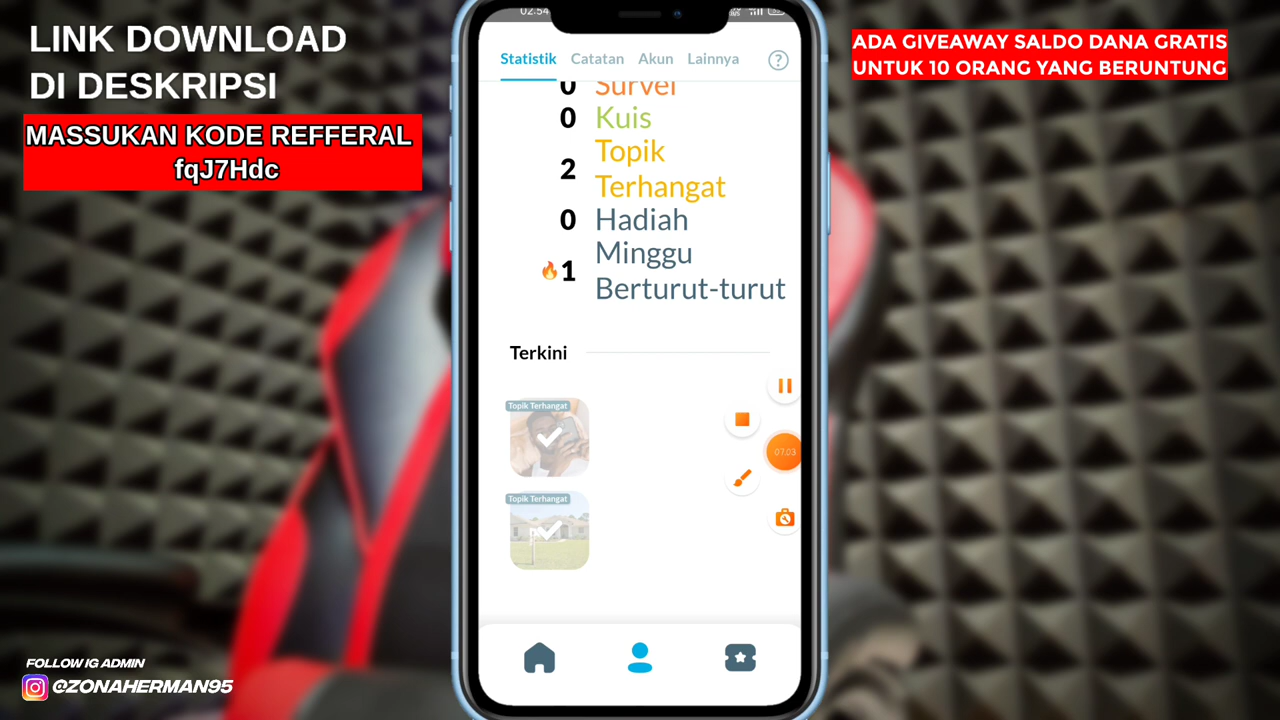 LINK DOWNLOAD
DI DESKRIPSI
MASSUKAN KODE REFFERAL
fqJ7Hdc
ADA GIVEAWAY SALDO DANA GRATIS
UNTUK 10 ORANG YANG BERUNTUNG
02.54
Statistik Catatan Akun Lainnya ?
0 Survei
0 Kuis
2 Topik
Terhangat
0 Hadiah
1 Minggu
Berturut-turut
Terkini
Topik Terhangat
07.03
Topik Terhangat
FOLLOW IG ADMIN
@ZONAHERMAN95